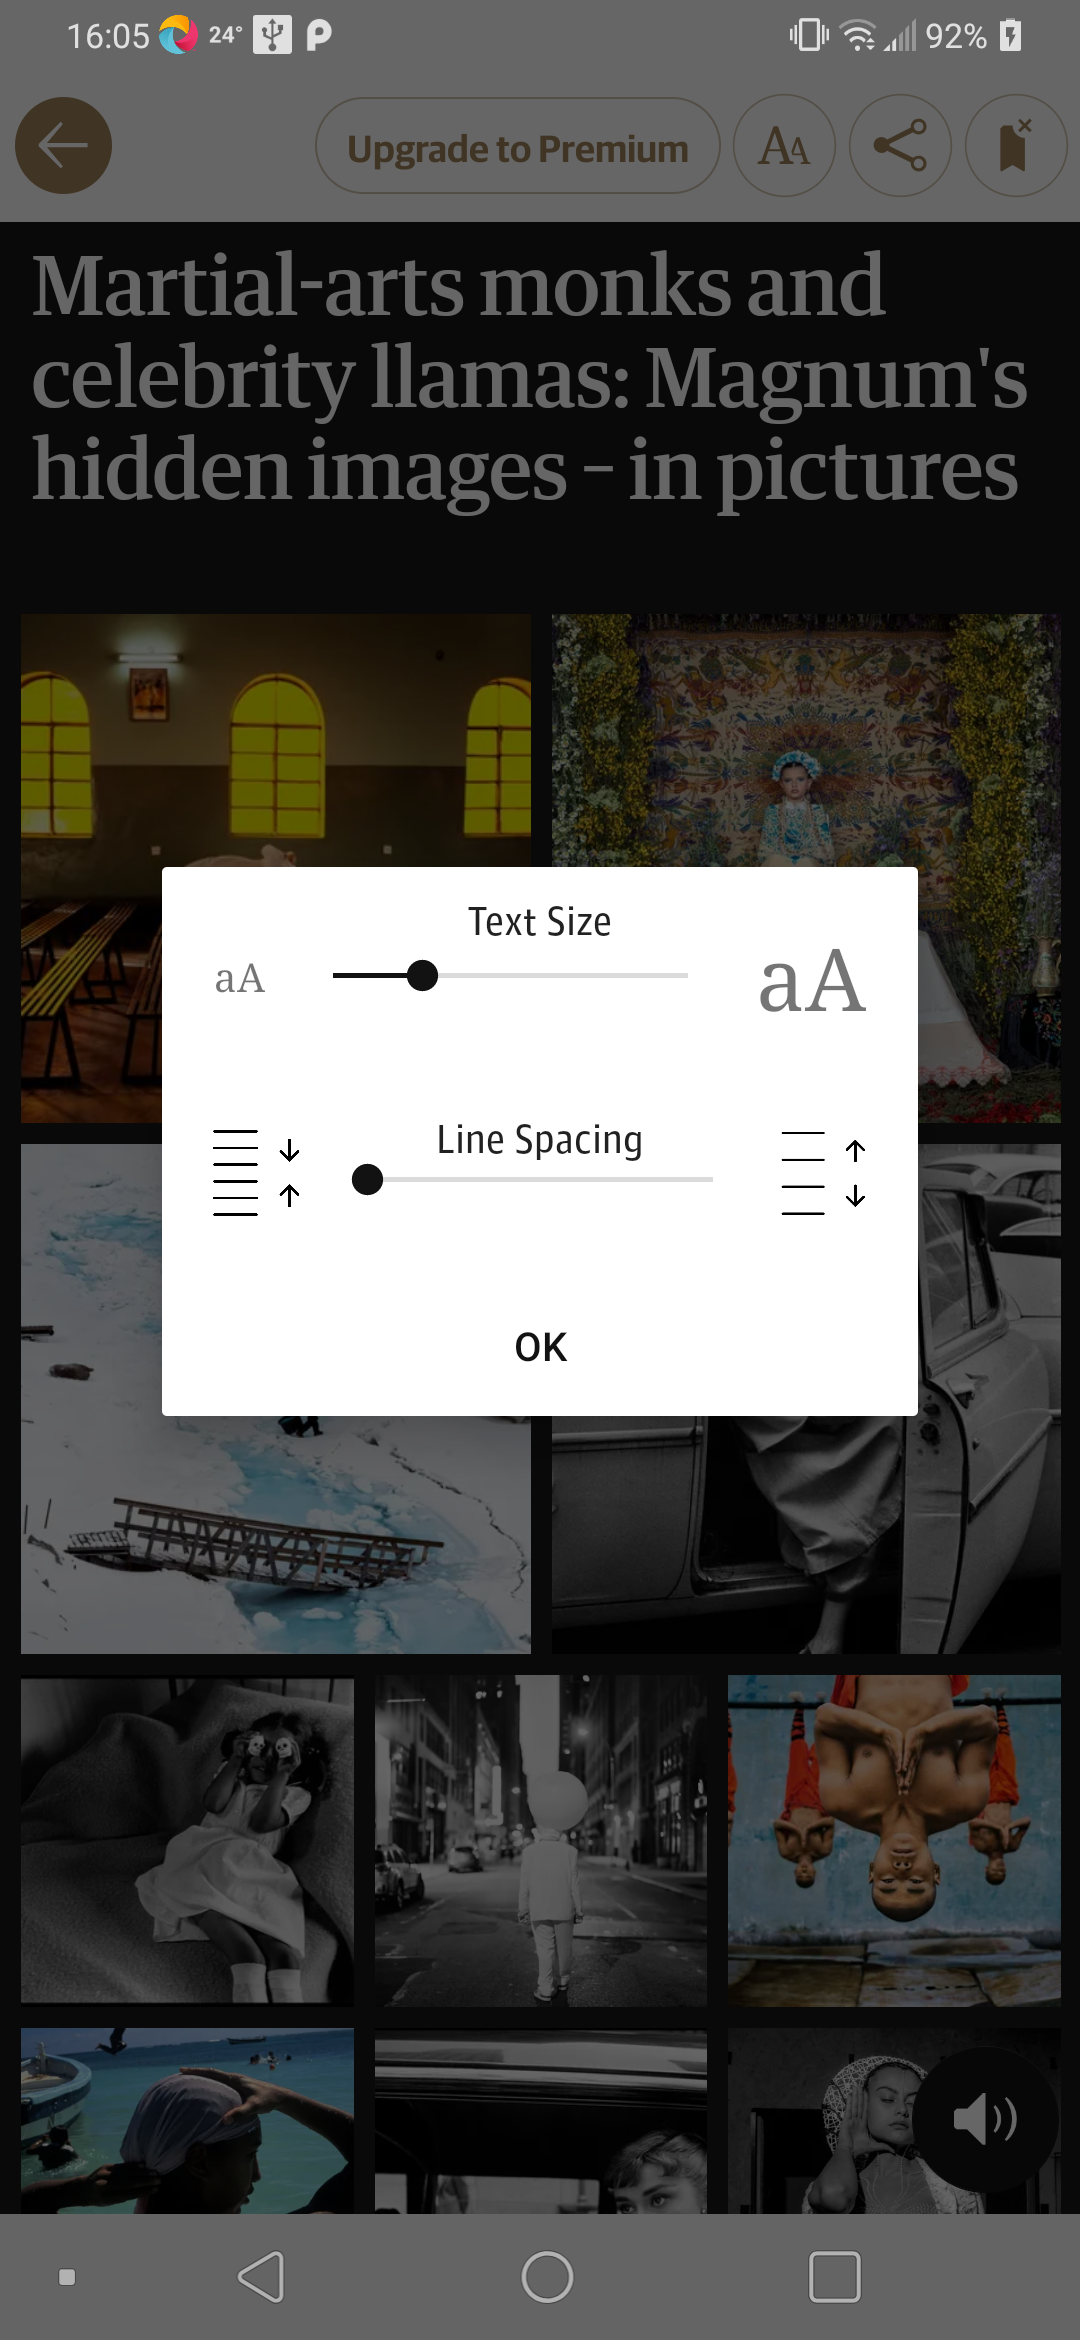 16:05 24° 92%
Upgrade to Premium AA
Martial-arts monks and
celebrity llamas: Magnum's
hidden images – in pictures
Text Size
aA aA
Line Spacing
OK